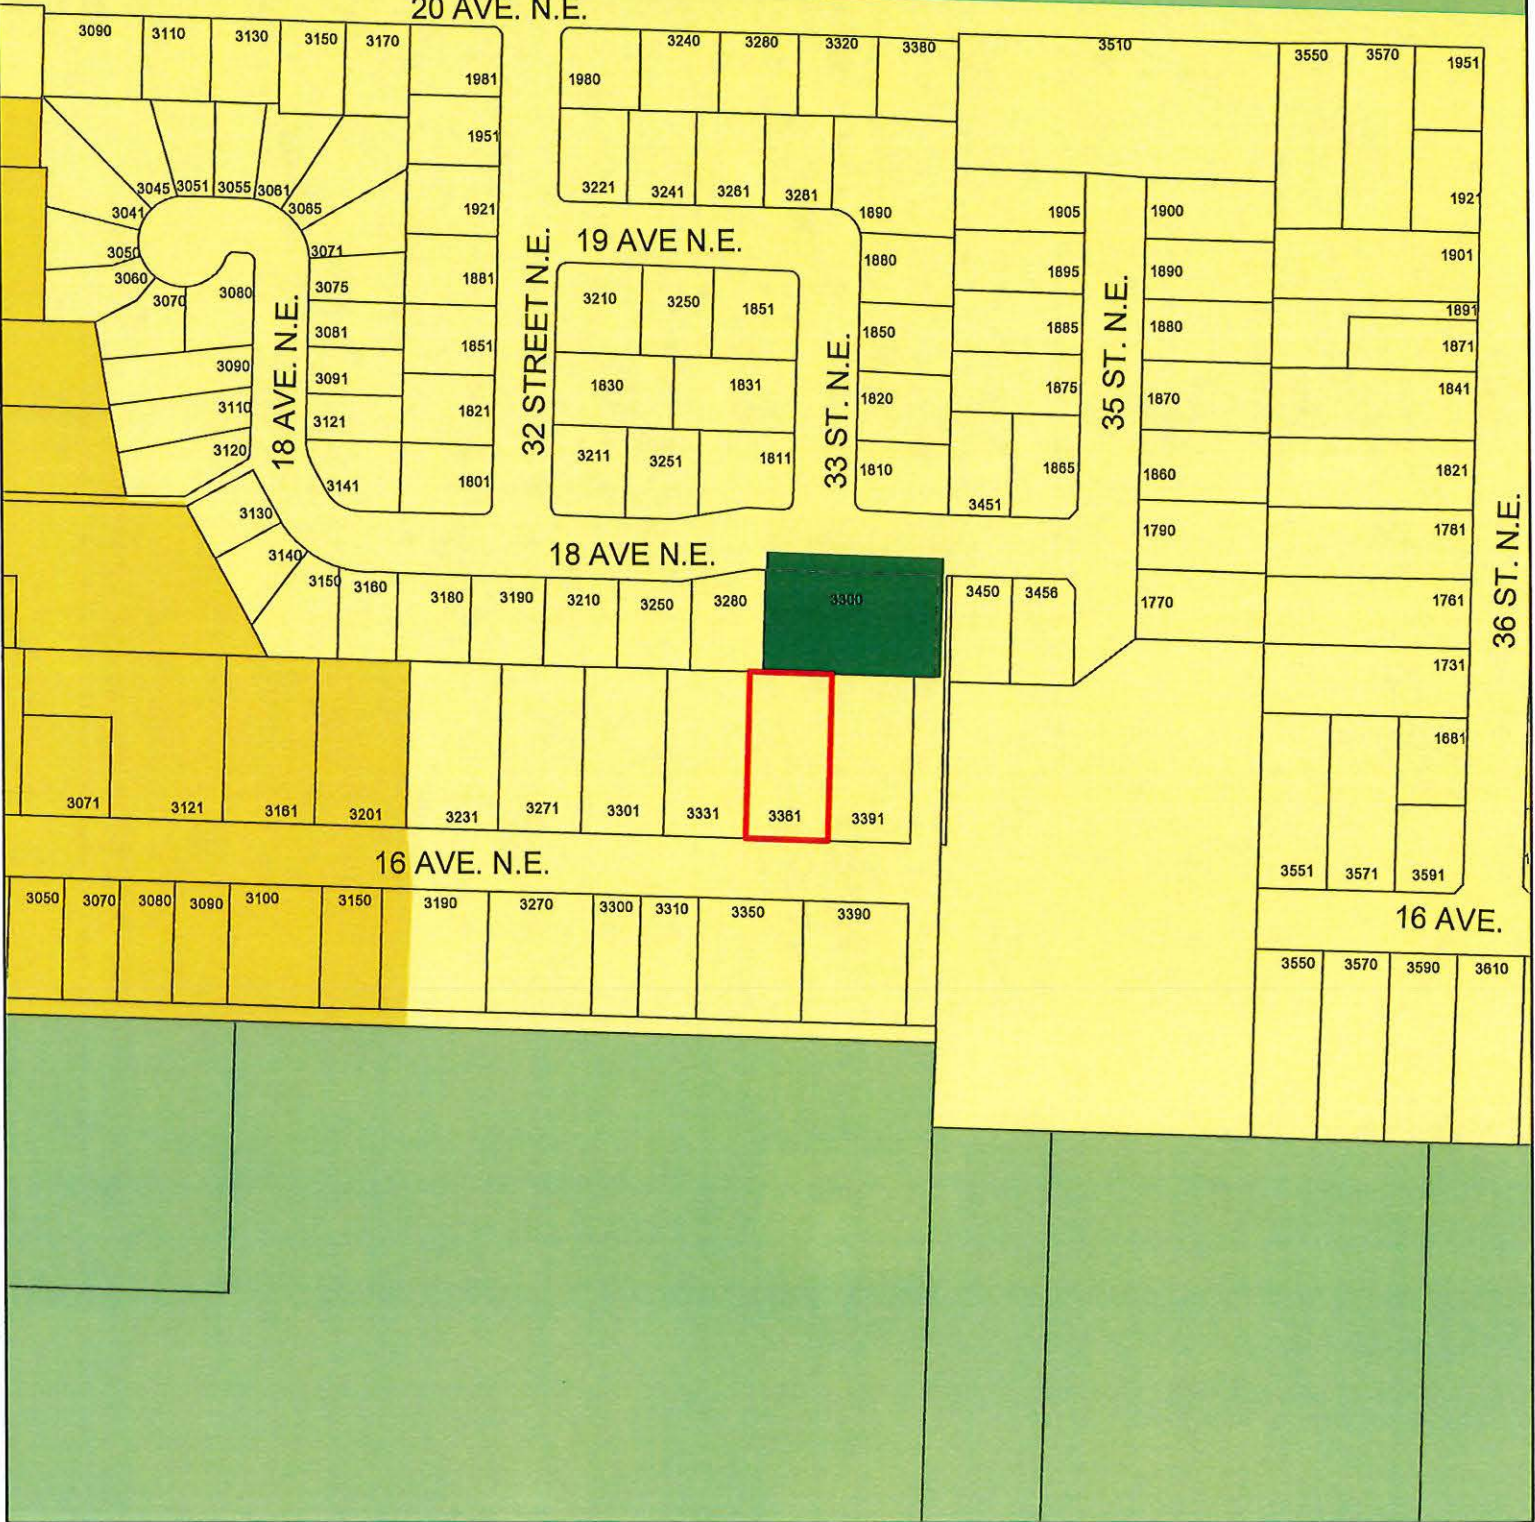 20 AVE. N.E.
3090 3110 3130 3150 3170 1981 1980 3240 3280 3320 3380 3510 3550 3570 1951
1951
3045 3051 3055 3061 3221 3241 3261 3281 1921
3041 3065 1921 1890 1905 1900
3050 3071 32 STREET N.E. 19 AVE N.E. 1880 1901
3060 3070 3080 3075 1881 3210 3250 1851 1895 1890
18 AVE. N.E. 3081 33 ST. N.E. 1850 1885 35 ST. N.E. 1880 1891
3090 1851 1871
3091 1830 1831 1875 1841
3110 3121 1821 1820 1870
3120 3211 3251 1811 1810 1865 1860 1821
3141 1801 3451
3130 1790 1781
36 ST. N.E.
3140 18 AVE N.E.
3150 3160 3180 3190 3210 3250 3280 3300 3450 3456 1770 1761
1731
1681
3071 3121 3161 3201 3231 3271 3301 3331 3361 3391
16 AVE. N.E. 3551 3571 3591
3050 3070 3080 3090 3100 3150 3190 3270 3300 3310 3350 3390
16 AVE.
3550 3570 3590 3610